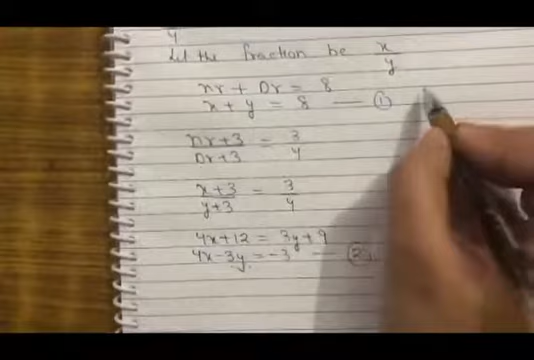 4
Let the fraction be x/y
Nr + Dr = 8
x + y = 8 — ①
Nr+3/Dr+3 = 3/4
x+3/y+3 = 3/4
4x+12 = 3y+9
4x-3y = -3 — ②